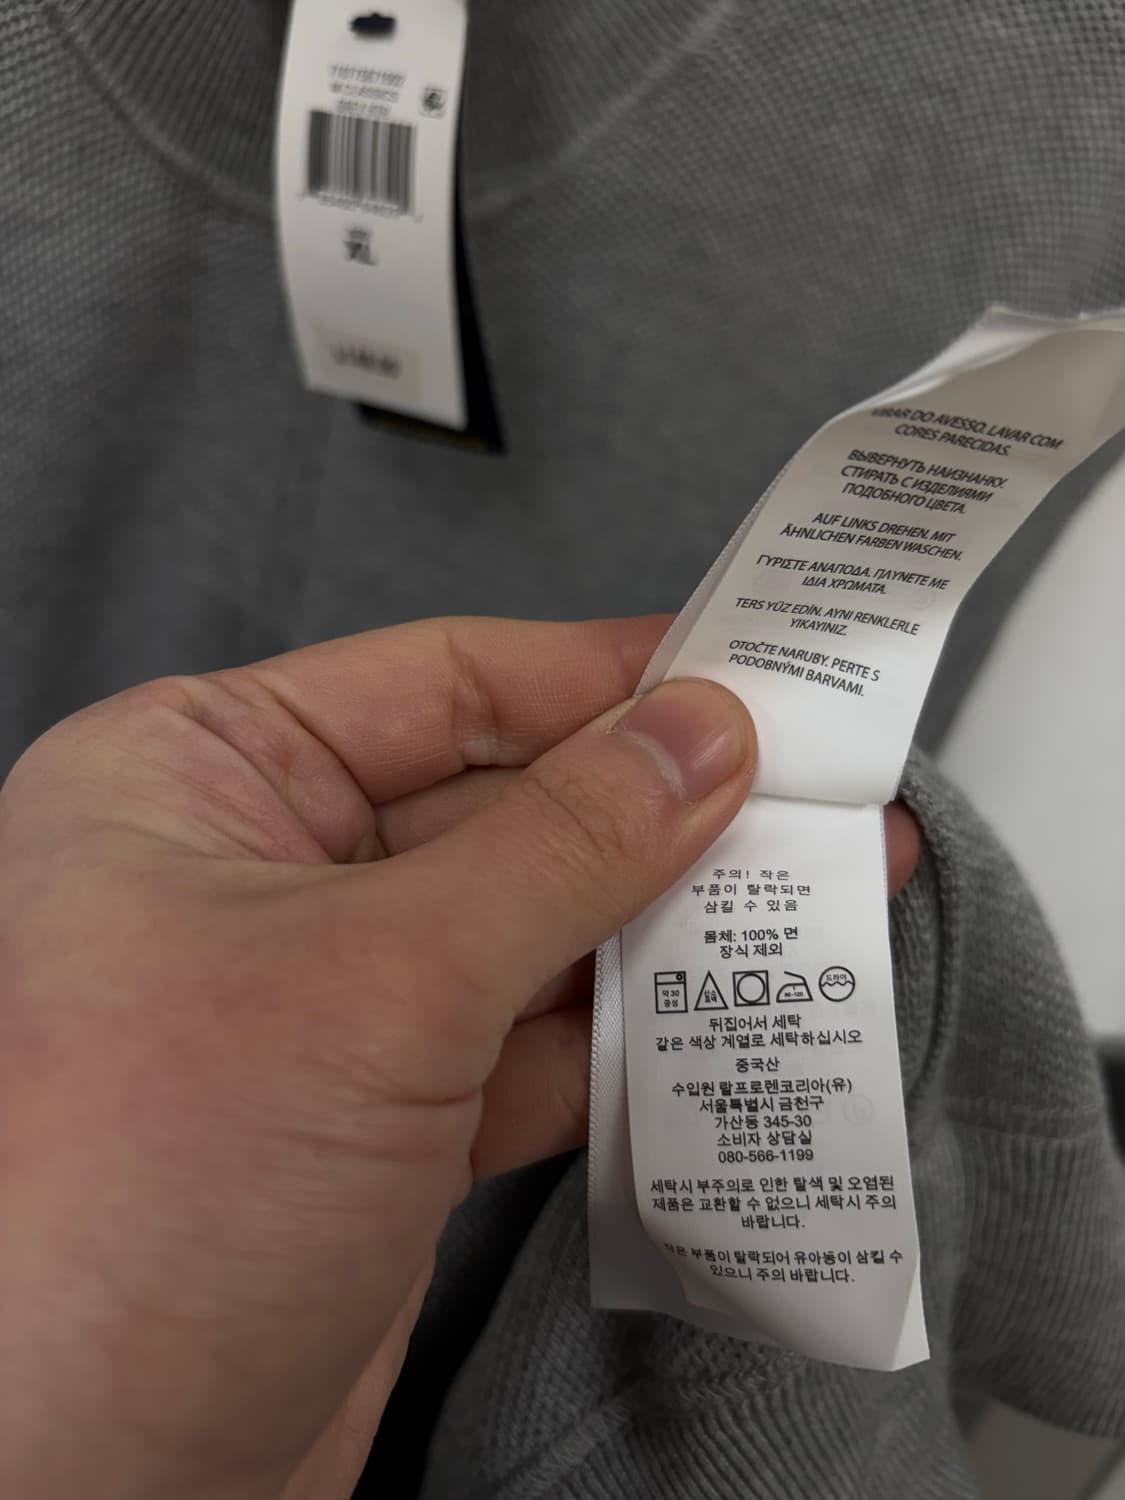 XL
VIRAR DO AVESSO. LAVAR COM
CORES PARECIDAS.
ВЫВЕРНУТЬ НАИЗНАНКУ.
СТИРАТЬ С ИЗДЕЛИЯМИ
ПОДОБНОГО ЦВЕТА.
AUF LINKS DREHEN. MIT
ÄHNLICHEN FARBEN WASCHEN.
ΓΥΡΙΣΤΕ ΑΝΑΠΟΔΑ. ΠΛΥΝΕΤΕ ΜΕ
ΙΔΙΑ ΧΡΩΜΑΤΑ.
TERS YÜZ EDİN. AYNI RENKLERLE
YIKAYINIZ.
OTOČTE NARUBY. PERTE S
PODOBNÝMI BARVAMI.
주의! 작은
부품이 탈락되면
삼킬 수 있음
몸체: 100% 면
장식 제외
약 30
중성
산소
표백
80-120
드라이
뒤집어서 세탁
같은 색상 계열로 세탁하십시오
중국산
수입원 랄프로렌코리아(유)
서울특별시 금천구
가산동 345-30
소비자 상담실
080-566-1199
세탁시 부주의로 인한 탈색 및 오염된
제품은 교환할 수 없으니 세탁시 주의
바랍니다.
작은 부품이 탈락되어 유아동이 삼킬 수
있으니 주의 바랍니다.